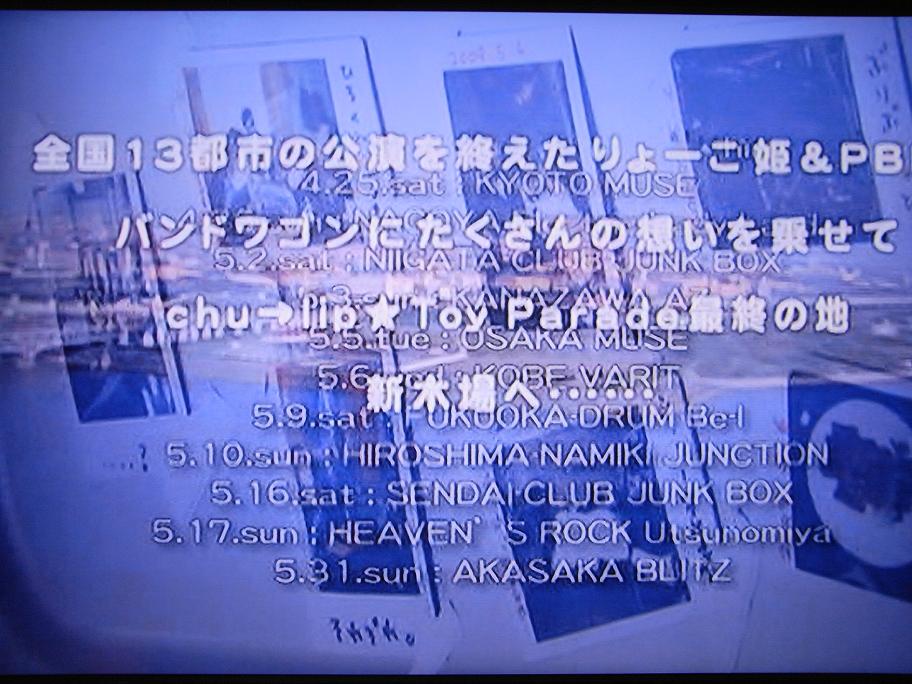 2009.5.6
全国13都市の公演を終えたりょーこ姫&PB
4.25.sat : KYOTO MUSE
バンドワゴンにたくさんの想いを乗せて
5.2.sat : NIIGATA CLUB JUNK BOX
KANAZAWA AZ
chu→lip★Toy Parade最終の地
5.5.tue : OSAKA MUSE
5.6.wed : KOBE VARIT
新木場へ‥‥‥
5.9.sat : FUKUOKA DRUM Be-1
5.10.sun : HIROSHIMA NAMIKI JUNCTION
5.16.sat : SENDAI CLUB JUNK BOX
5.17.sun : HEAVEN'S ROCK Utsunomiya
5.31.sun : AKASAKA BLITZ